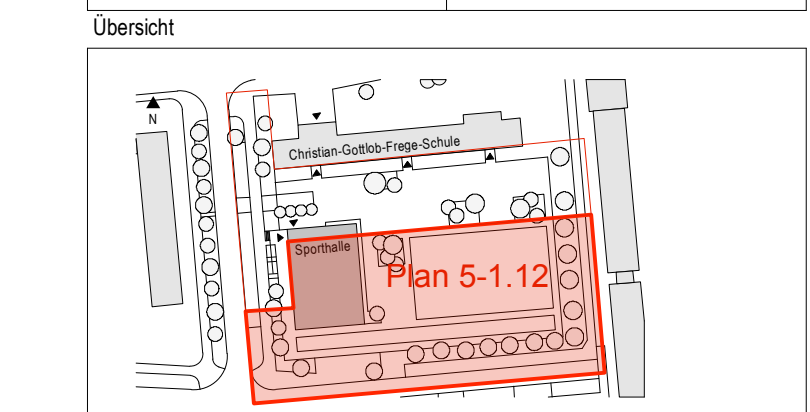 Übersicht
N
Christian-Gottlob-Frege-Schule
Sporthalle
Plan 5-1.12